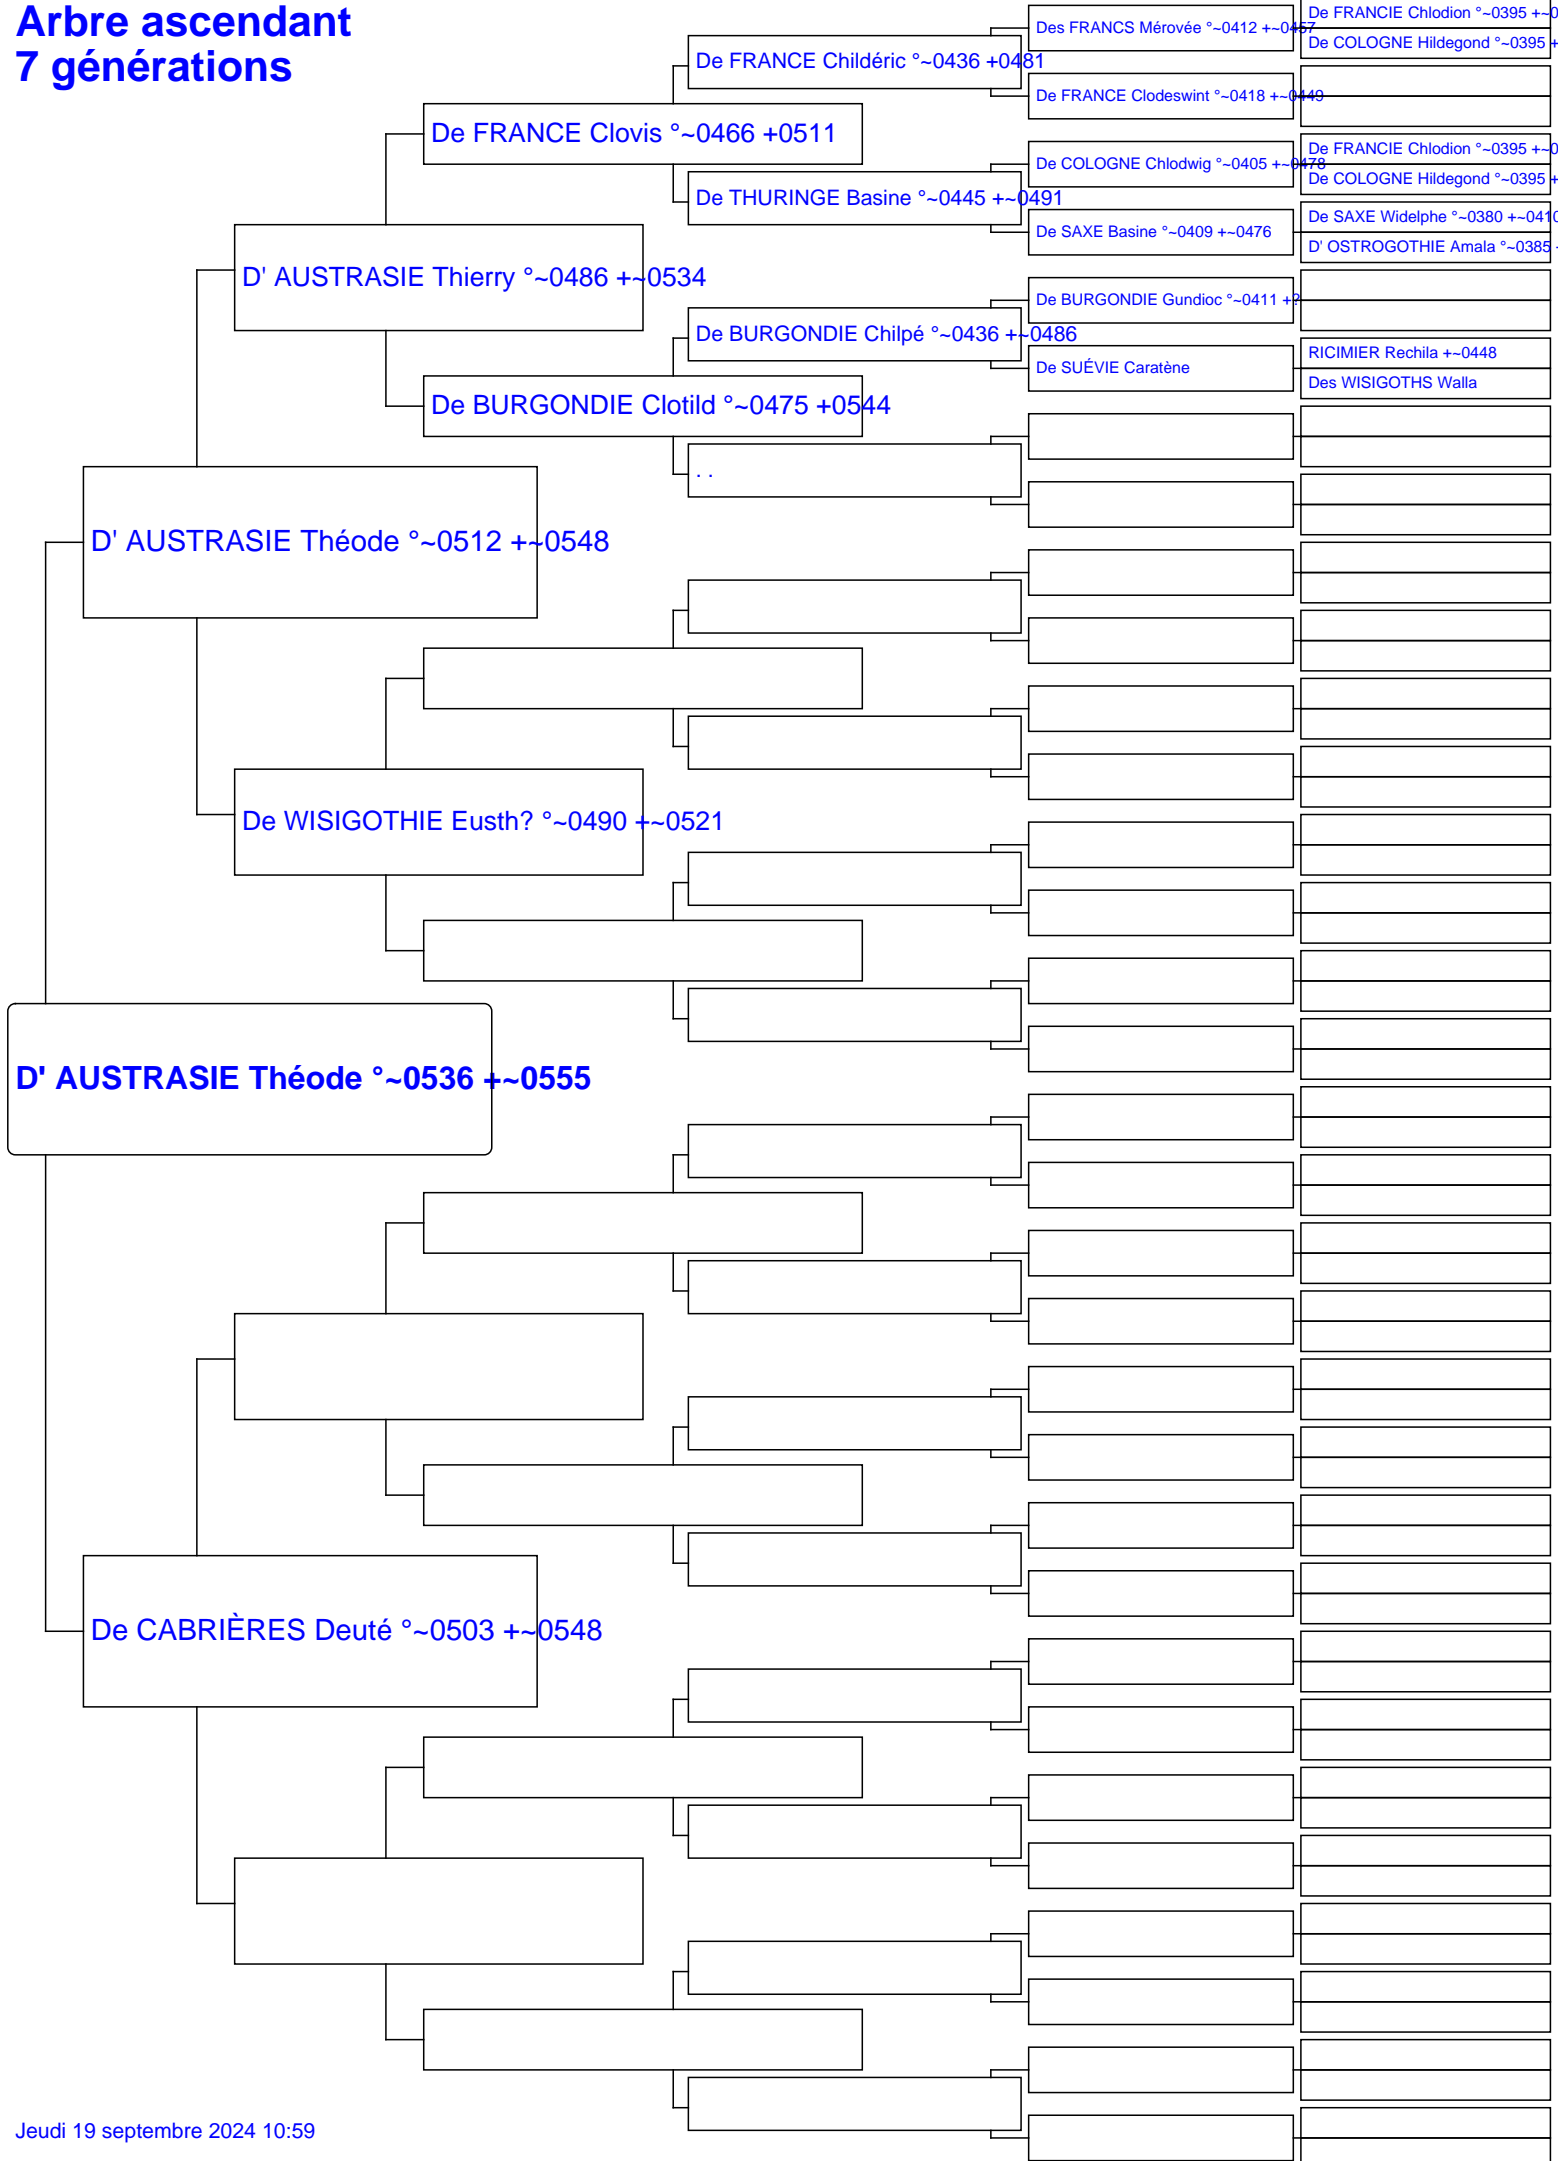 Arbre ascendant
7 générations
De FRANCIE Chlodion °~0395 +~0
Des FRANCS Mérovée °~0412 +~0457
De COLOGNE Hildegond °~0395 +
De FRANCE Childéric °~0436 +0481
De FRANCE Clodeswint °~0418 +~0449
De FRANCE Clovis °~0466 +0511
De FRANCIE Chlodion °~0395 +~0
De COLOGNE Chlodwig °~0405 +~0478
De COLOGNE Hildegond °~0395 +
De THURINGE Basine °~0445 +~0491
De SAXE Widelphe °~0380 +~0410
De SAXE Basine °~0409 +~0476
D' OSTROGOTHIE Amala °~0385
D' AUSTRASIE Thierry °~0486 +~0534
De BURGONDIE Gundioc °~0411 +?
De BURGONDIE Chilpé °~0436 +~0486
RICIMIER Rechila +~0448
De SUÉVIE Caratène
Des WISIGOTHS Walla
De BURGONDIE Clotild °~0475 +0544
. .
D' AUSTRASIE Théode °~0512 +~0548
De WISIGOTHIE Eusth? °~0490 +~0521
D' AUSTRASIE Théode °~0536 +~0555
De CABRIÈRES Deuté °~0503 +~0548
Jeudi 19 septembre 2024 10:59